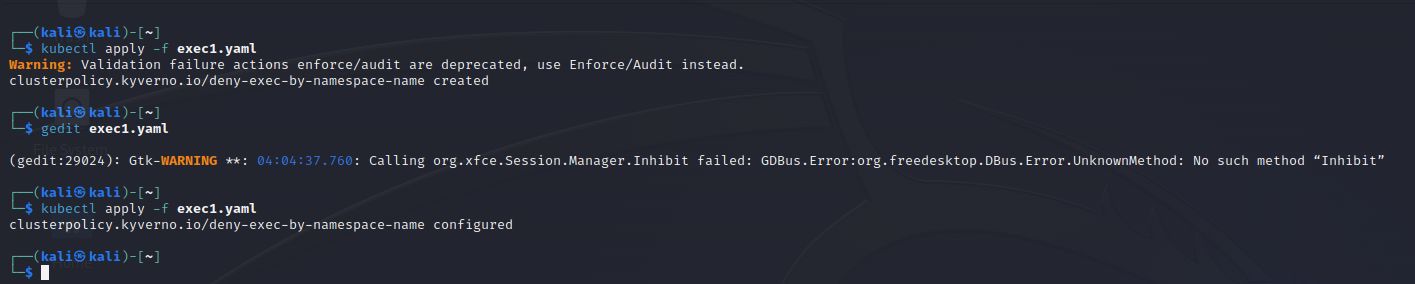 ┌──(kali㉿kali)-[~]
└─$ kubectl apply -f exec1.yaml
Warning: Validation failure actions enforce/audit are deprecated, use Enforce/Audit instead.
clusterpolicy.kyverno.io/deny-exec-by-namespace-name created
┌──(kali㉿kali)-[~]
└─$ gedit exec1.yaml
File System
(gedit:29024): Gtk-WARNING **: 04:04:37.760: Calling org.xfce.Session.Manager.Inhibit failed: GDBus.Error:org.freedesktop.DBus.Error.UnknownMethod: No such method “Inhibit”
┌──(kali㉿kali)-[~]
└─$ kubectl apply -f exec1.yaml
clusterpolicy.kyverno.io/deny-exec-by-namespace-name configured
┌──(kali㉿kali)-[~]
└─$